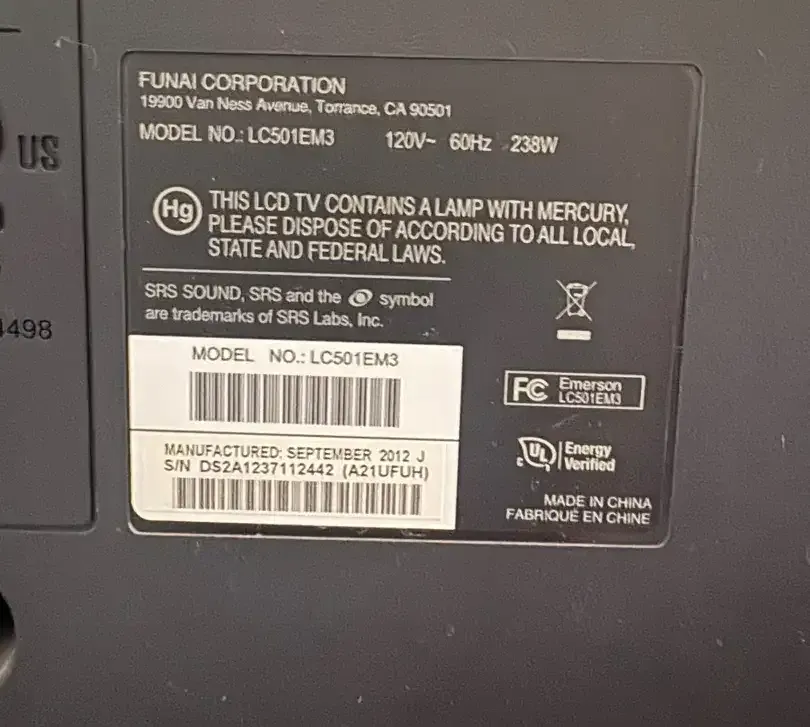 FUNAI CORPORATION
19900 Van Ness Avenue, Torrance, CA 90501
MODEL NO.: LC501EM3 120V~ 60Hz 238W
US
Hg
THIS LCD TV CONTAINS A LAMP WITH MERCURY,
PLEASE DISPOSE OF ACCORDING TO ALL LOCAL,
STATE AND FEDERAL LAWS.
SRS SOUND, SRS and the symbol
are trademarks of SRS Labs, Inc.
498
MODEL NO.: LC501EM3
FC Emerson
LC501EM3
MANUFACTURED: SEPTEMBER 2012 J
S/N DS2A1237112442 (A21UFUH)
c UL Energy
Verified
MADE IN CHINA
FABRIQUÉ EN CHINE